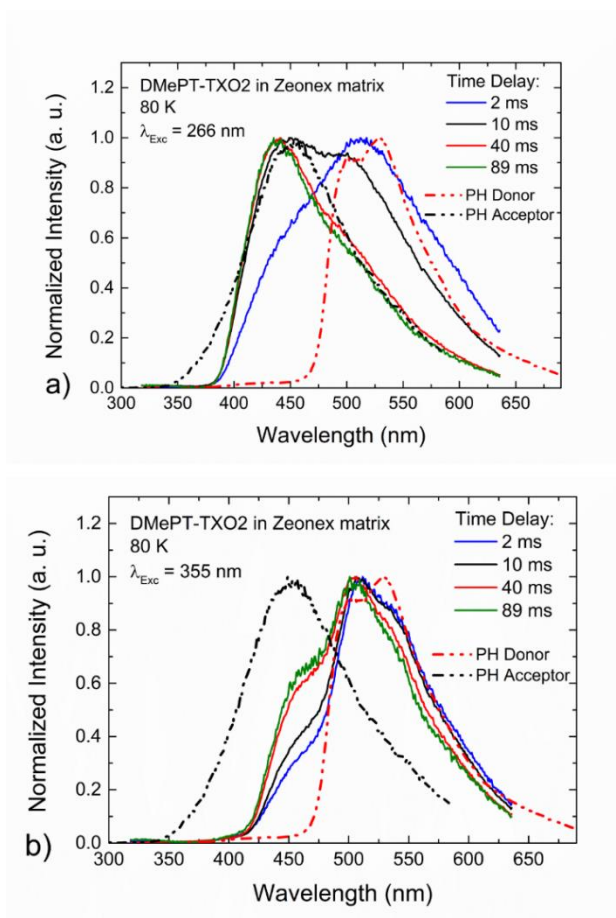 1.2
1.0
0.8
0.6
0.4
0.2
0.0
Normalized Intensity (a. u.)
DMePT-TXO2 in Zeonex matrix
80 K
λExc = 266 nm
Time Delay:
2 ms
10 ms
40 ms
89 ms
PH Donor
PH Acceptor
300 350 400 450 500 550 600 650
Wavelength (nm)
a)
1.2
1.0
0.8
0.6
0.4
0.2
0.0
Normalized Intensity (a. u.)
DMePT-TXO2 in Zeonex matrix
80 K
λExc = 355 nm
Time Delay:
2 ms
10 ms
40 ms
89 ms
PH Donor
PH Acceptor
300 350 400 450 500 550 600 650
Wavelength (nm)
b)